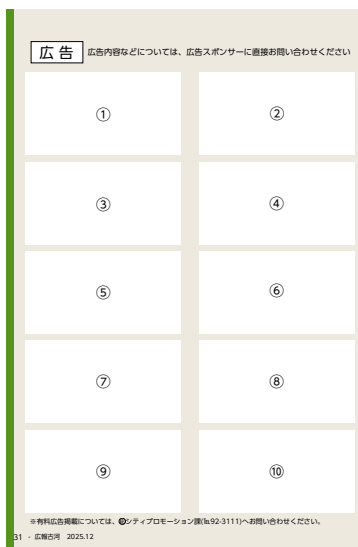 広 告 広告内容などについては、広告スポンサーに直接お問い合わせください
① ②
③ ④
⑤ ⑥
⑦ ⑧
⑨ ⑩
※有料広告掲載については、シティプロモーション課(℡92-3111)へお問い合わせください。
31 - 広報古河 2025.12